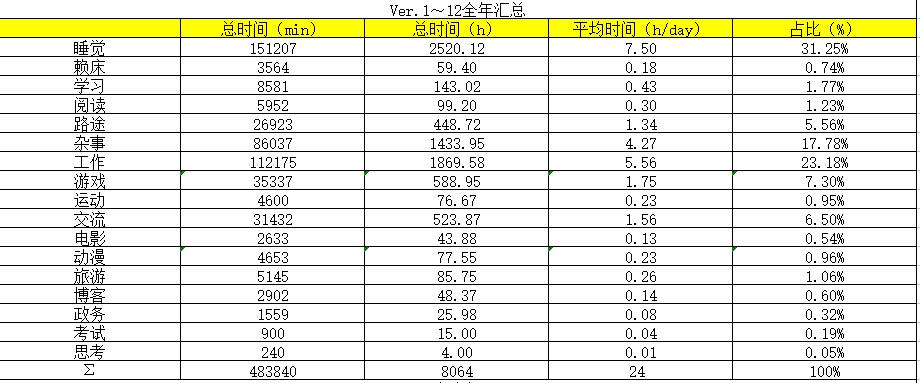 Ver.1~12全年汇总
总时间（min） 总时间（h） 平均时间（h/day） 占比（%）
睡觉 151207 2520.12 7.50 31.25%
赖床 3564 59.40 0.18 0.74%
学习 8581 143.02 0.43 1.77%
阅读 5952 99.20 0.30 1.23%
路途 26923 448.72 1.34 5.56%
杂事 86037 1433.95 4.27 17.78%
工作 112175 1869.58 5.56 23.18%
游戏 35337 588.95 1.75 7.30%
运动 4600 76.67 0.23 0.95%
交流 31432 523.87 1.56 6.50%
电影 2633 43.88 0.13 0.54%
动漫 4653 77.55 0.23 0.96%
旅游 5145 85.75 0.26 1.06%
博客 2902 48.37 0.14 0.60%
政务 1559 25.98 0.08 0.32%
考试 900 15.00 0.04 0.19%
思考 240 4.00 0.01 0.05%
Σ 483840 8064 24 100%